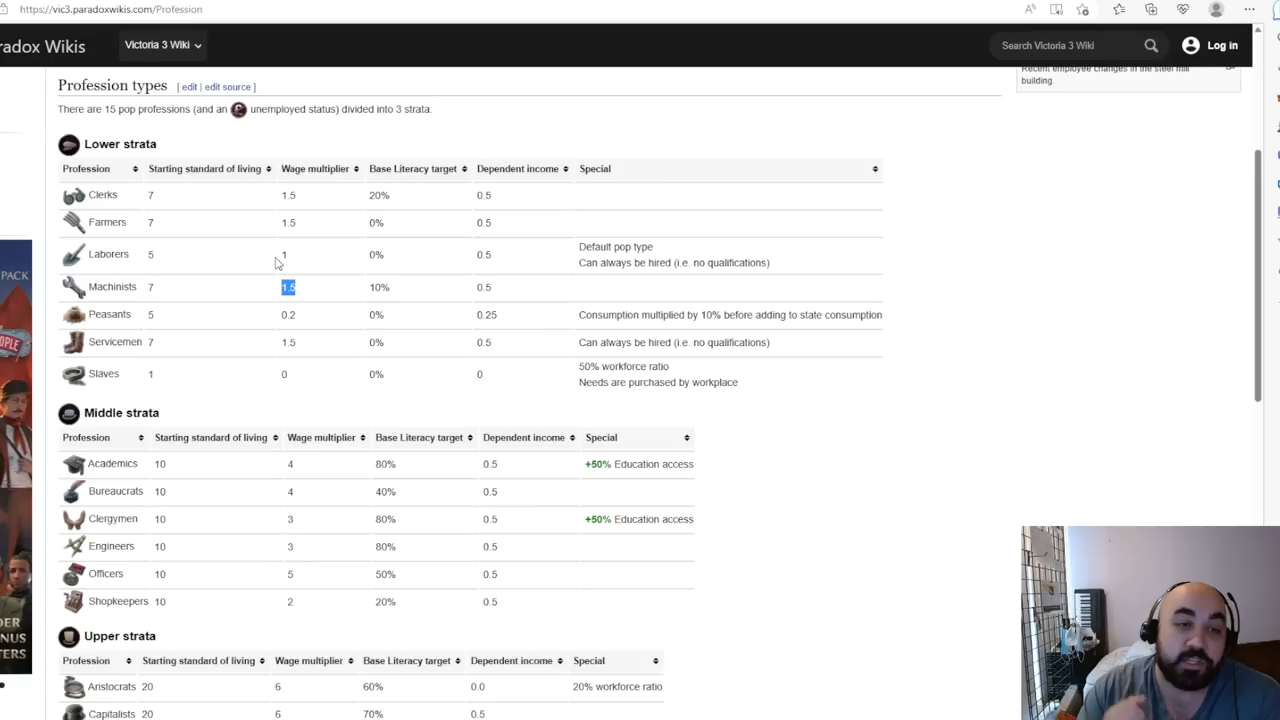 https://vic3.paradoxwikis.com/Profession
radox Wikis
Victoria 3 Wiki
Search Victoria 3 Wiki
Log in
Profession types [ edit | edit source ]
Recent employee changes in the steel mill
building.
There are 15 pop professions (and an unemployed status) divided into 3 strata:
Lower strata
Profession Starting standard of living Wage multiplier Base Literacy target Dependent income Special
Clerks 7 1.5 20% 0.5
Farmers 7 1.5 0% 0.5
Laborers 5 1 0% 0.5 Default pop type
Can always be hired (i.e. no qualifications)
Machinists 7 1.5 10% 0.5
Peasants 5 0.2 0% 0.25 Consumption multiplied by 10% before adding to state consumption
Servicemen 7 1.5 0% 0.5 Can always be hired (i.e. no qualifications)
Slaves 1 0 0% 0 50% workforce ratio
Needs are purchased by workplace
Middle strata
Profession Starting standard of living Wage multiplier Base Literacy target Dependent income Special
Academics 10 4 80% 0.5 +50% Education access
Bureaucrats 10 4 40% 0.5
Clergymen 10 3 80% 0.5 +50% Education access
Engineers 10 3 80% 0.5
Officers 10 5 50% 0.5
Shopkeepers 10 2 20% 0.5
Upper strata
Profession Starting standard of living Wage multiplier Base Literacy target Dependent income Special
Aristocrats 20 6 60% 0.0 20% workforce ratio
Capitalists 20 6 70% 0.5
PACK
OPLE
DER
NUS
TERS